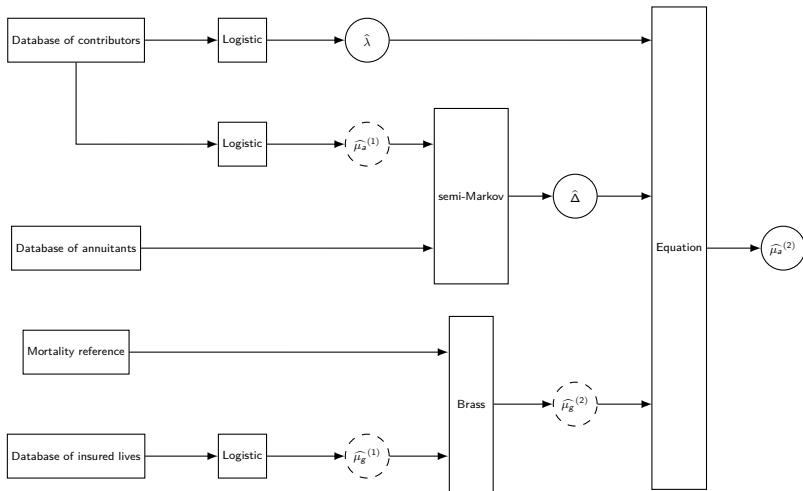 Database of contributors
Logistic
λ̂
Logistic
μ̂ₐ⁽¹⁾
semi-Markov
Δ̂
Database of annuitants
Equation
μ̂ₐ⁽²⁾
Mortality reference
Brass
μ̂g⁽²⁾
Database of insured lives
Logistic
μ̂g⁽¹⁾